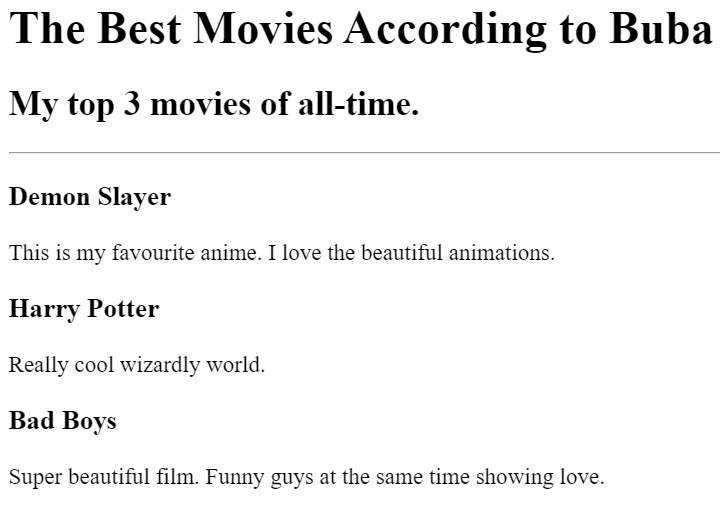 The Best Movies According to Buba
My top 3 movies of all-time.
Demon Slayer
This is my favourite anime. I love the beautiful animations.
Harry Potter
Really cool wizardly world.
Bad Boys
Super beautiful film. Funny guys at the same time showing love.